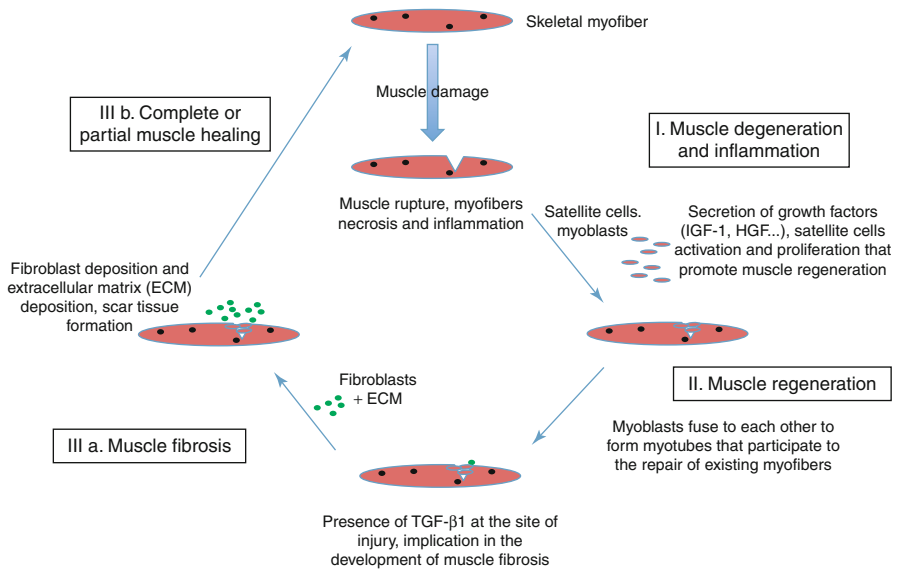 Skeletal myofiber
Muscle damage
III b. Complete or
partial muscle healing
I. Muscle degeneration
and inflammation
Muscle rupture, myofibers
necrosis and inflammation
Satellite cells.
myoblasts
Secretion of growth factors
(IGF-1, HGF...), satellite cells
activation and proliferation that
promote muscle regeneration
Fibroblast deposition and
extracellular matrix (ECM)
deposition, scar tissue
formation
II. Muscle regeneration
Fibroblasts
+ ECM
III a. Muscle fibrosis
Myoblasts fuse to each other to
form myotubes that participate to
the repair of existing myofibers
Presence of TGF-β1 at the site of
injury, implication in the
development of muscle fibrosis